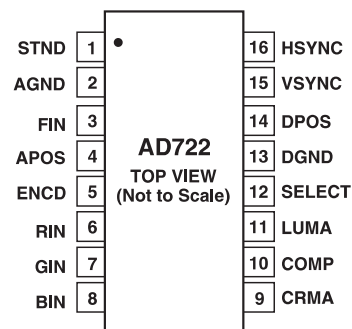 STND 1 16 HSYNC
AGND 2 15 VSYNC
FIN 3 14 DPOS
APOS 4 AD722 13 DGND
ENCD 5 TOP VIEW (Not to Scale) 12 SELECT
RIN 6 11 LUMA
GIN 7 10 COMP
BIN 8 9 CRMA